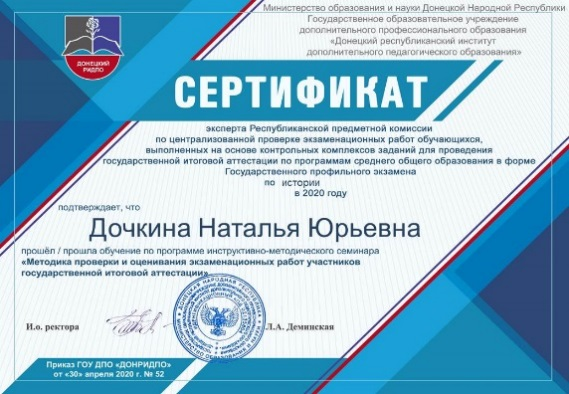 Министерство образования и науки Донецкой Народной Республики
Государственное образовательное учреждение
дополнительного профессионального образования
«Донецкий республиканский институт
дополнительного педагогического образования»
ДОНЕЦКИЙ
РИДПО
СЕРТИФИКАТ
эксперта Республиканской предметной комиссии
по централизованной проверке экзаменационных работ обучающихся,
выполненных на основе контрольных комплексов заданий для проведения
государственной итоговой аттестации по программам среднего общего образования в форме
Государственного профильного экзамена
по истории
в 2020 году
подтверждает, что
Дочкина Наталья Юрьевна
прошёл / прошла обучение по программе инструктивно-методического семинара
«Методика проверки и оценивания экзаменационных работ участников
государственной итоговой аттестации»
И.о. ректора
Л.А. Деминская
Приказ ГОУ ДПО «ДОНРИДПО»
от «30» апреля 2020 г. № 52